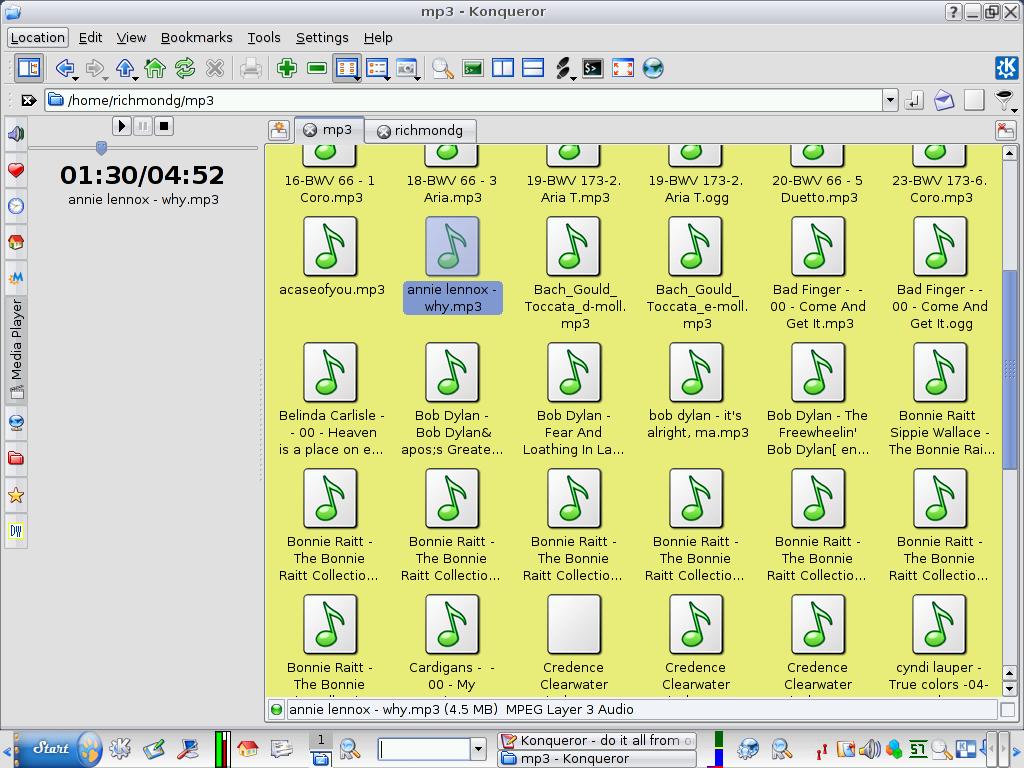 mp3 - Konqueror
Location Edit View Bookmarks Tools Settings Help
/home/richmondg/mp3
mp3 richmondg
01:30/04:52
annie lennox - why.mp3
Media Player
16-BWV 66 - 1
Coro.mp3
18-BWV 66 - 3
Aria.mp3
19-BWV 173-2.
Aria T.mp3
19-BWV 173-2.
Aria T.ogg
20-BWV 66 - 5
Duetto.mp3
23-BWV 173-6.
Coro.mp3
acaseofyou.mp3
annie lennox -
why.mp3
Bach_Gould_
Toccata_d-moll.
mp3
Bach_Gould_
Toccata_e-moll.
mp3
Bad Finger - -
00 - Come And
Get It.mp3
Bad Finger - -
00 - Come And
Get It.ogg
Belinda Carlisle -
- 00 - Heaven
is a place on e...
Bob Dylan -
Bob Dylan&
apos;s Greate...
Bob Dylan -
Fear And
Loathing In La...
bob dylan - it's
alright, ma.mp3
Bob Dylan - The
Freewheelin'
Bob Dylan[ en...
Bonnie Raitt
Sippie Wallace -
The Bonnie Rai...
Bonnie Raitt -
The Bonnie
Raitt Collectio...
Bonnie Raitt -
The Bonnie
Raitt Collectio...
Bonnie Raitt -
The Bonnie
Raitt Collectio...
Bonnie Raitt -
The Bonnie
Raitt Collectio...
Bonnie Raitt -
The Bonnie
Raitt Collectio...
Bonnie Raitt -
The Bonnie
Raitt Collectio...
Bonnie Raitt -
The Bonnie
Cardigans - -
00 - My
Credence
Clearwater
Credence
Clearwater
Credence
Clearwater
cyndi lauper -
True colors -04-
annie lennox - why.mp3 (4.5 MB) MPEG Layer 3 Audio
Start
1
Konqueror - do it all from o
mp3 - Konqueror
57